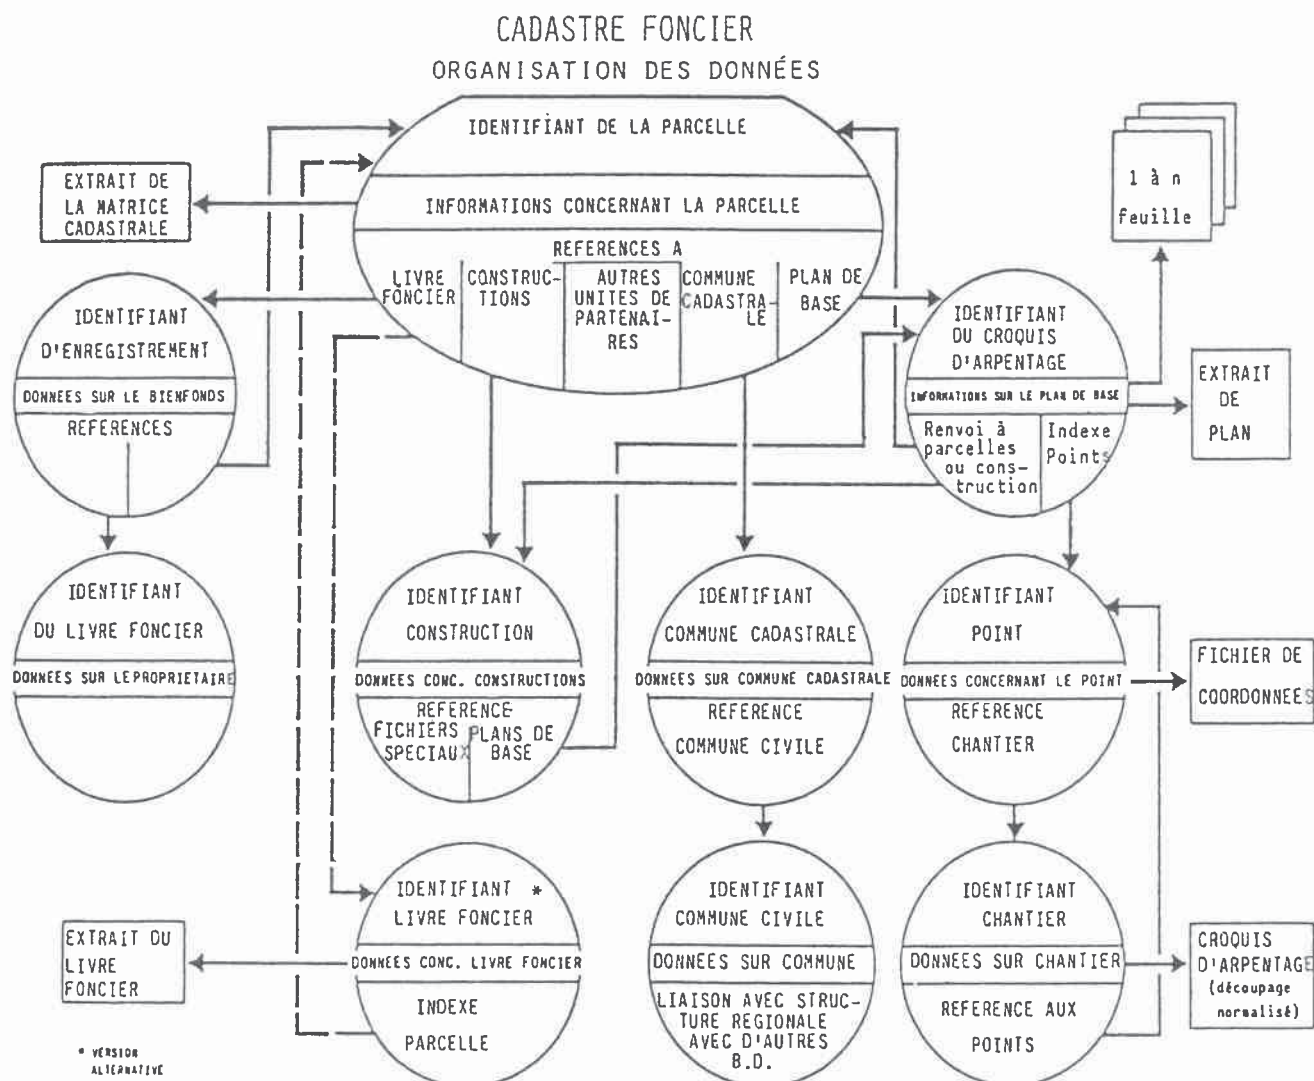 CADASTRE FONCIER
ORGANISATION DES DONNÉES
IDENTIFIANT DE LA PARCELLE
INFORMATIONS CONCERNANT LA PARCELLE
REFERENCES A
LIVRE
FONCIER
CONSTRUC-
TIONS
AUTRES
UNITES DE
PARTENAI-
RES
COMMUNE
CADASTRA-
LE
PLAN DE
BASE
EXTRAIT DE
LA MATRICE
CADASTRALE
1 à n
feuille
IDENTIFIANT
D'ENREGISTREMENT
DONNÉES SUR LE BIENFONDS
REFERENCES
IDENTIFIANT
DU CROQUIS
D'ARPENTAGE
INFORMATIONS SUR LE PLAN DE BASE
Renvoi à
parcelles
ou cons-
truction
Indexe
Points
EXTRAIT
DE
PLAN
IDENTIFIANT
DU LIVRE FONCIER
DONNEES SUR LE PROPRIETAIRE
IDENTIFIANT
CONSTRUCTION
DONNÉES CONC. CONSTRUCTIONS
REFERENCE
FICHIERS
SPECIAUX
PLANS DE
BASE
IDENTIFIANT
COMMUNE CADASTRALE
DONNÉES SUR COMMUNE CADASTRALE
REFERENCE
COMMUNE CIVILE
IDENTIFIANT
POINT
DONNÉES CONCERNANT LE POINT
REFERENCE
CHANTIER
FICHIER DE
COORDONNEES
IDENTIFIANT *
LIVRE FONCIER
DONNÉES CONC. LIVRE FONCIER
INDEXE
PARCELLE
EXTRAIT DU
LIVRE
FONCIER
IDENTIFIANT
COMMUNE CIVILE
DONNEES SUR COMMUNE
LIAISON AVEC STRUC-
TURE REGIONALE
AVEC D'AUTRES
B.D.
IDENTIFIANT
CHANTIER
DONNEES SUR CHANTIER
REFERENCE AUX
POINTS
CROQUIS
D'ARPENTAGE
(découpage
normalisé)
* VERSION
ALTERNATIVE